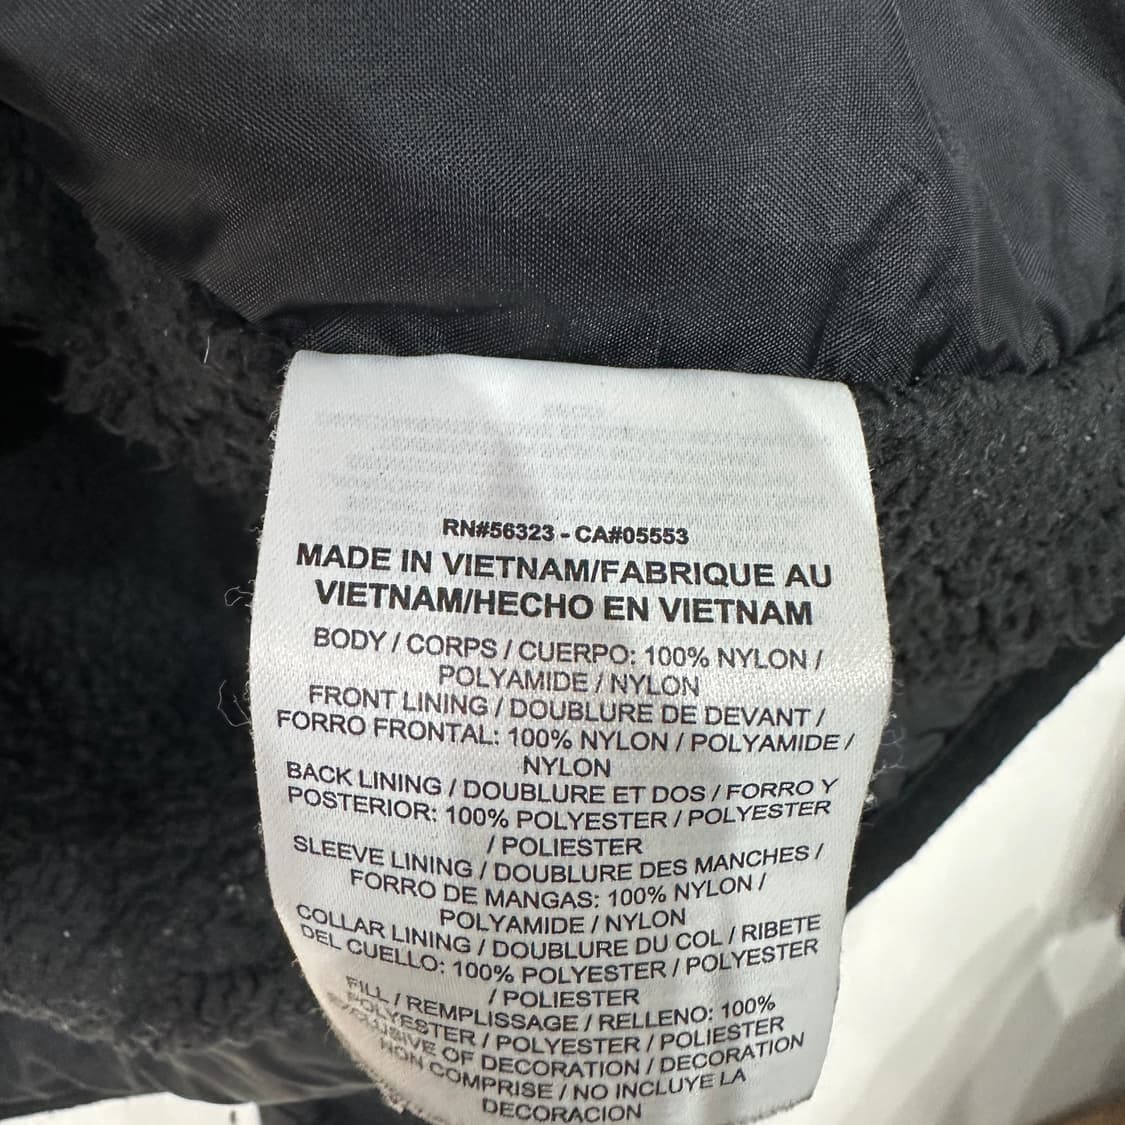 RN#56323 - CA#05553
MADE IN VIETNAM/FABRIQUE AU
VIETNAM/HECHO EN VIETNAM
BODY / CORPS / CUERPO: 100% NYLON /
POLYAMIDE / NYLON
FRONT LINING / DOUBLURE DE DEVANT /
FORRO FRONTAL: 100% NYLON / POLYAMIDE /
NYLON
BACK LINING / DOUBLURE ET DOS / FORRO Y
POSTERIOR: 100% POLYESTER / POLYESTER
/ POLIESTER
SLEEVE LINING / DOUBLURE DES MANCHES /
FORRO DE MANGAS: 100% NYLON /
POLYAMIDE / NYLON
COLLAR LINING / DOUBLURE DU COL / RIBETE
DEL CUELLO: 100% POLYESTER / POLYESTER
/ POLIESTER
FILL / REMPLISSAGE / RELLENO: 100%
POLYESTER / POLYESTER / POLIESTER
OF DECORATION / DECORATION
NON COMPRISE / NO INCLUYE LA
DECORACION